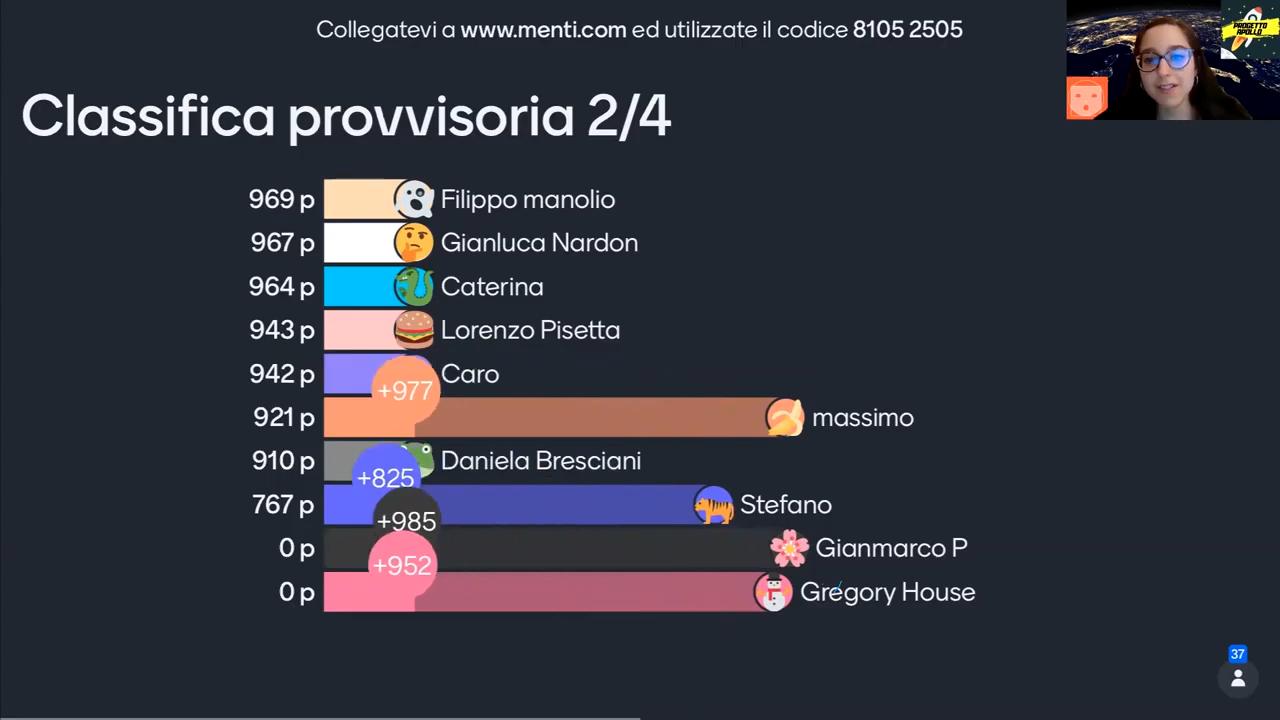 Collegatevi a www.menti.com ed utilizzate il codice 8105 2505
PROGETTO
APOLLO
Classifica provvisoria 2/4
969 p Filippo manolio
967 p Gianluca Nardon
964 p Caterina
943 p Lorenzo Pisetta
942 p Caro
+977
921 p massimo
910 p Daniela Bresciani
+825
767 p Stefano
+985
0 p Gianmarco P
+952
0 p Gregory House
37